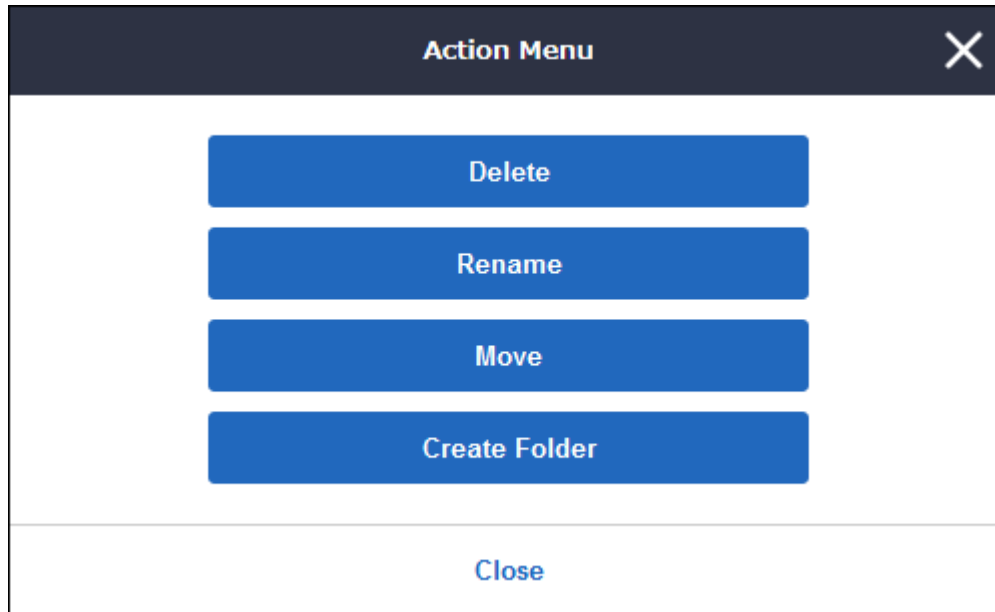 Action Menu
Delete
Rename
Move
Create Folder
Close